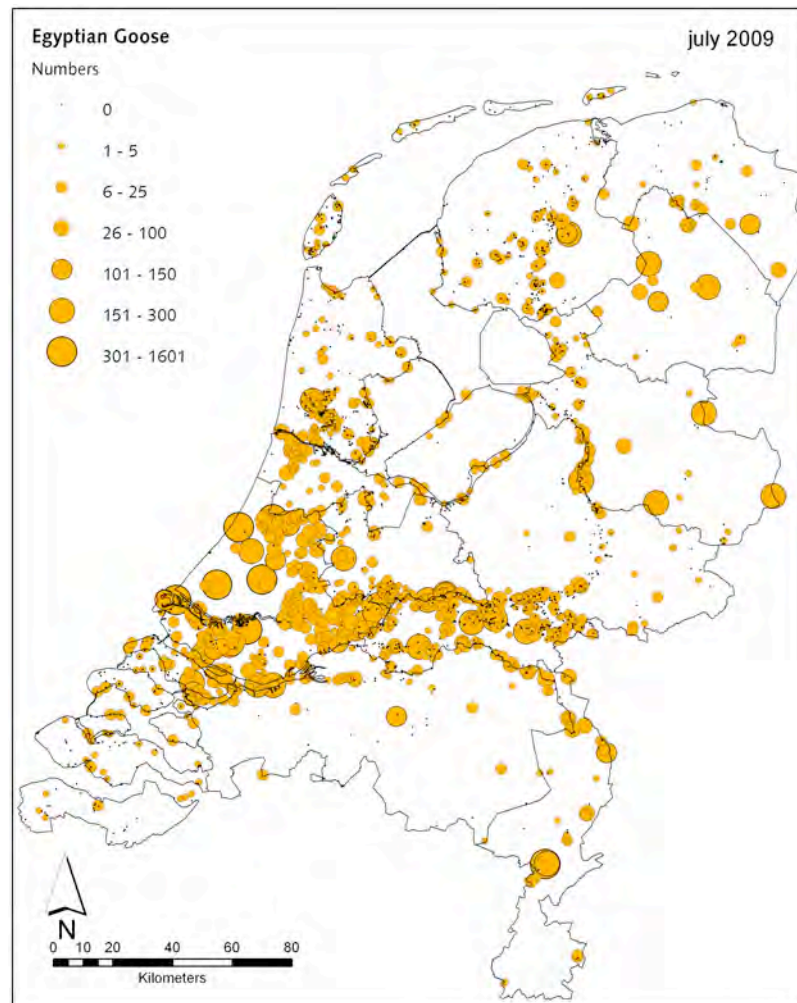 Egyptian Goose
july 2009
Numbers
0
1 - 5
6 - 25
26 - 100
101 - 150
151 - 300
301 - 1601
N
0 10 20 40 60 80
Kilometers